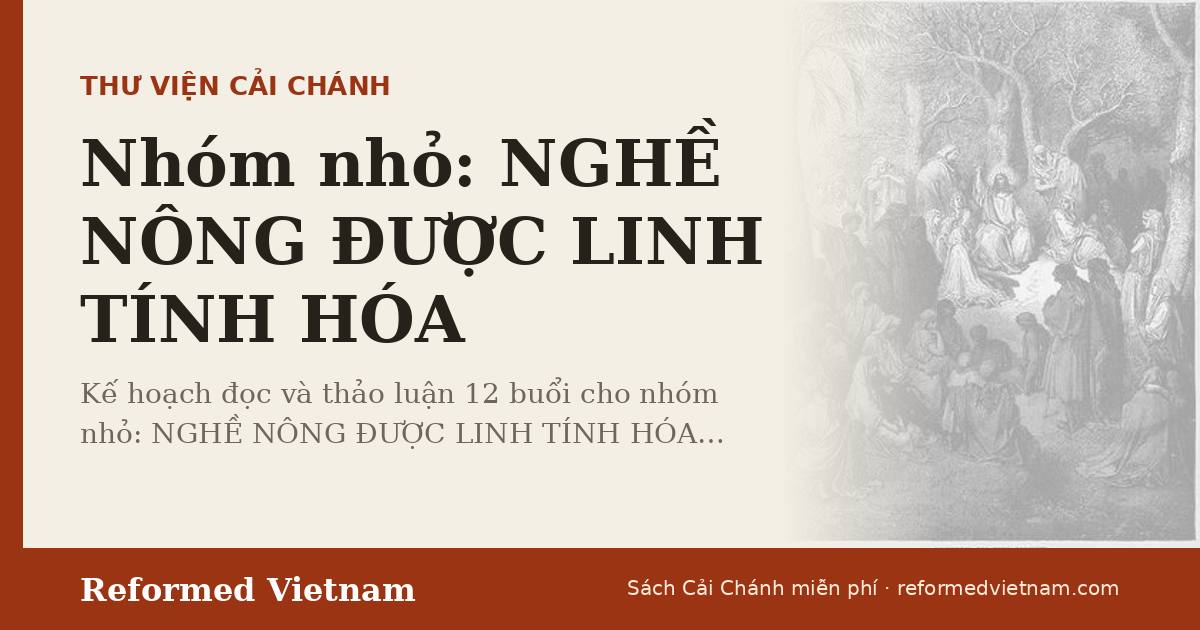 THƯ VIỆN CẢI CHÁNH
Nhóm nhỏ: NGHỀ
NÔNG ĐƯỢC LINH
TÍNH HÓA
Kế hoạch đọc và thảo luận 12 buổi cho nhóm
nhỏ: NGHỀ NÔNG ĐƯỢC LINH TÍNH HÓA...
Reformed Vietnam
Sách Cải Chánh miễn phí · reformedvietnam.com